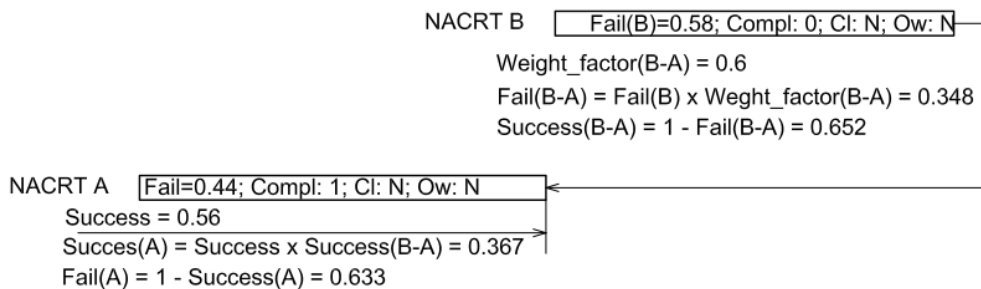 NACRT B Fail(B)=0.58; Compl: 0; Cl: N; Ow: N
Weight_factor(B-A) = 0.6
Fail(B-A) = Fail(B) x Weght_factor(B-A) = 0.348
Success(B-A) = 1 - Fail(B-A) = 0.652
NACRT A Fail=0.44; Compl: 1; Cl: N; Ow: N
Success = 0.56
Succes(A) = Success x Success(B-A) = 0.367
Fail(A) = 1 - Success(A) = 0.633